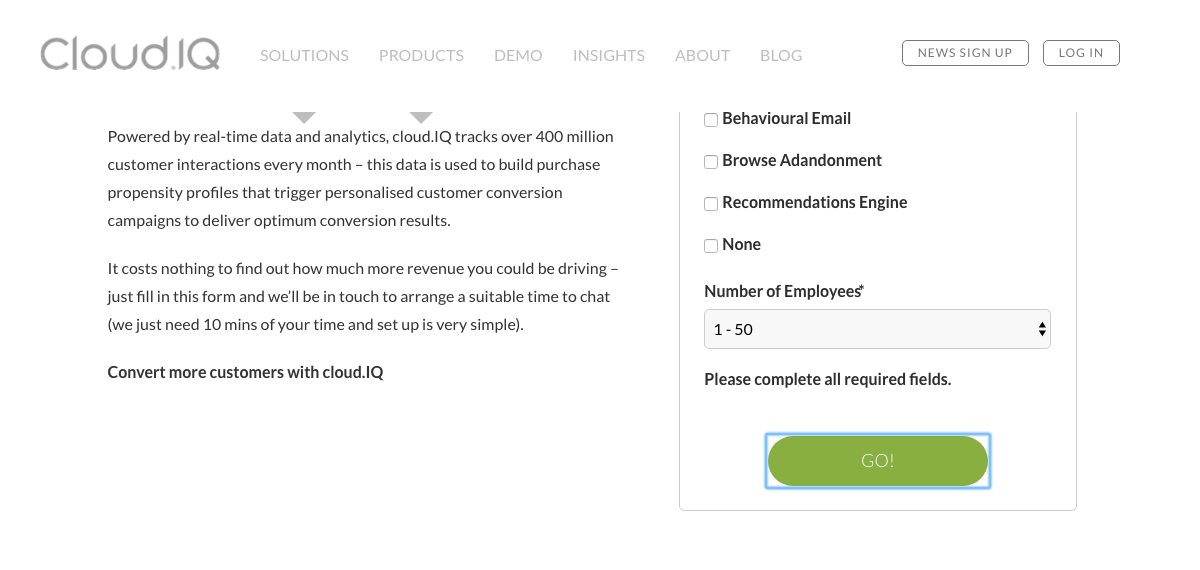 Cloud.IQ
SOLUTIONS
PRODUCTS
DEMO
INSIGHTS
ABOUT
BLOG
NEWS SIGN UP
LOG IN
Powered by real-time data and analytics, cloud.IQ tracks over 400 million
customer interactions every month – this data is used to build purchase
propensity profiles that trigger personalised customer conversion
campaigns to deliver optimum conversion results.
It costs nothing to find out how much more revenue you could be driving –
just fill in this form and we'll be in touch to arrange a suitable time to chat
(we just need 10 mins of your time and set up is very simple).
Convert more customers with cloud.IQ
Behavioural Email
Browse Adandonment
Recommendations Engine
None
Number of Employees*
1 - 50
Please complete all required fields.
GO!